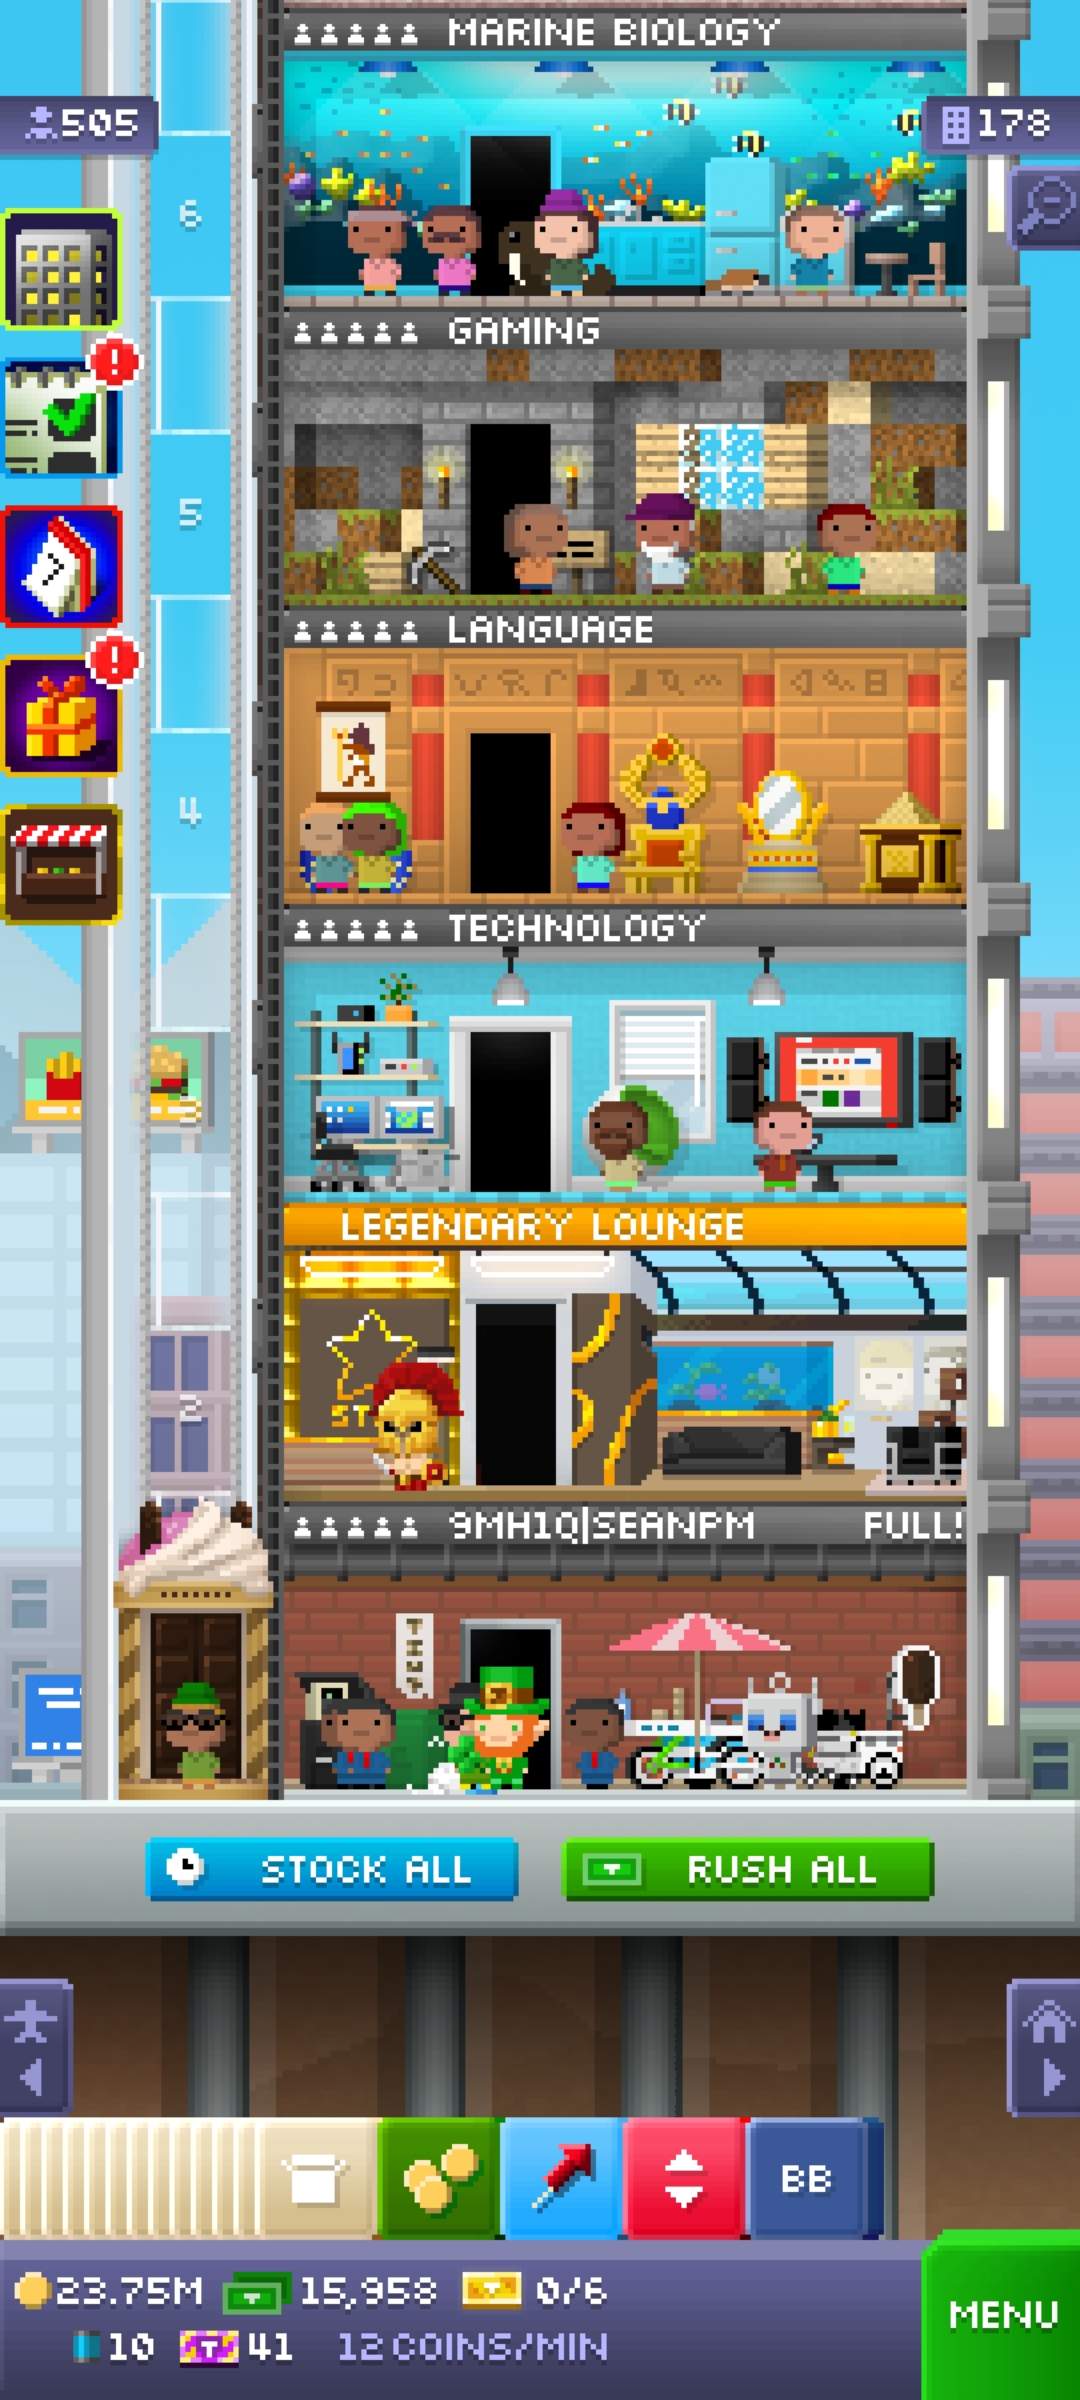 MARINE BIOLOGY
505
178
6
GAMING
5
LANGUAGE
4
TECHNOLOGY
LEGENDARY LOUNGE
ST
2
9MH1Q|SEANPM FULL!
STOCK ALL
RUSH ALL
BB
23.75M 15,958 0/6
MENU
10 41 12 COINS/MIN